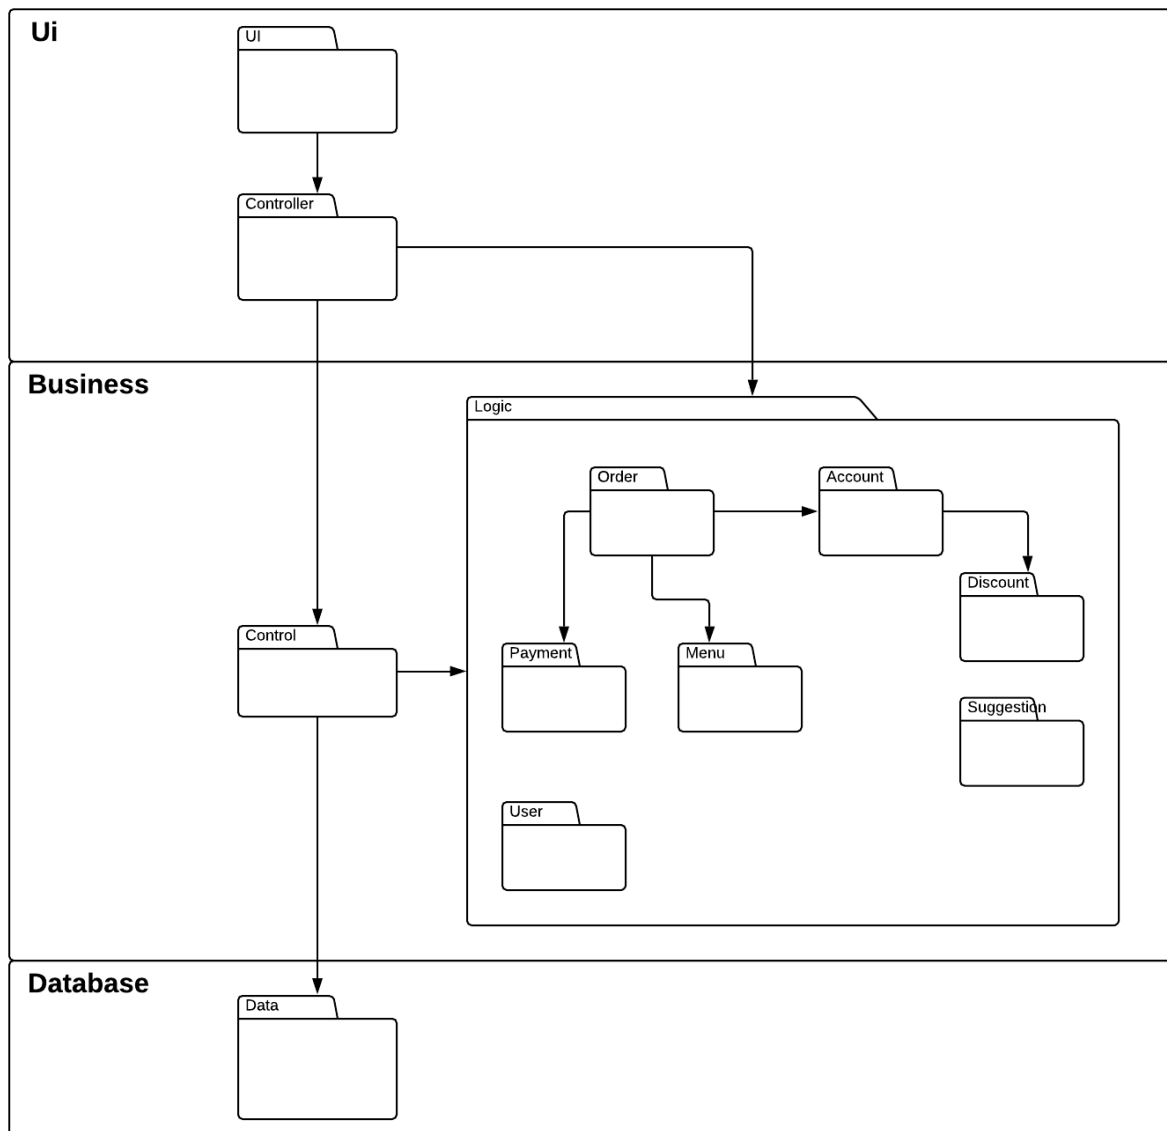 Ui
UI
Controller
Business
Logic
Order
Account
Discount
Control
Payment
Menu
Suggestion
User
Database
Data